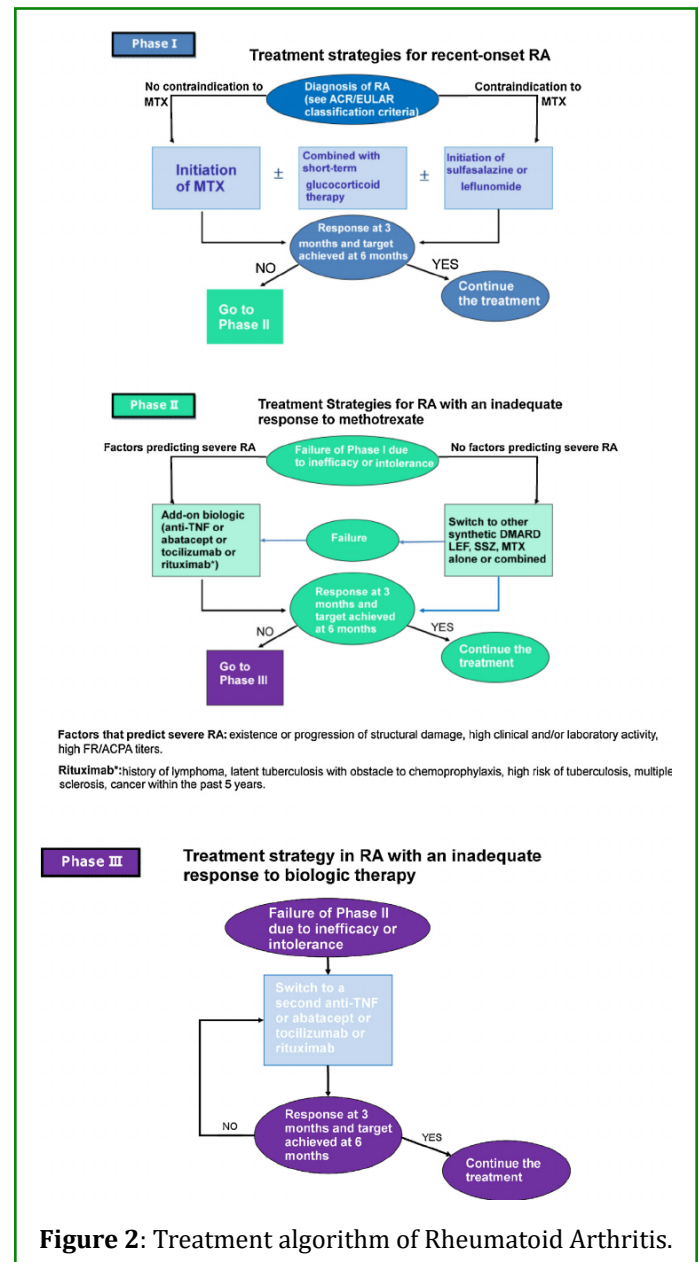 Phase I
Treatment strategies for recent-onset RA
No contraindication to
MTX
Diagnosis of RA
(see ACR/EULAR
classification criteria)
Contraindication to
MTX
Initiation
of MTX
±
Combined with
short-term
glucocorticoid
therapy
±
Initiation of
sulfasalazine or
leflunomide
Response at 3
months and target
achieved at 6 months
NO
YES
Go to
Phase II
Continue
the treatment
Phase II
Treatment Strategies for RA with an inadequate
response to methotrexate
Factors predicting severe RA
Failure of Phase I due
to inefficacy or intolerance
No factors predicting severe RA
Add-on biologic
(anti-TNF or
abatacept or
tocilizumab or
rituximab*)
Failure
Switch to other
synthetic DMARD
LEF, SSZ, MTX
alone or combined
Response at 3
months and
target achieved
at 6 months
NO
YES
Go to
Phase III
Continue the
treatment
Factors that predict severe RA: existence or progression of structural damage, high clinical and/or laboratory activity,
high FR/ACPA titers.
Rituximab*:history of lymphoma, latent tuberculosis with obstacle to chemoprophylaxis, high risk of tuberculosis, multiple
sclerosis, cancer within the past 5 years.
Phase III
Treatment strategy in RA with an inadequate
response to biologic therapy
Failure of Phase II
due to inefficacy or
intolerance
Switch to a
second anti-TNF
or abatacept or
tocilizumab or
rituximab
Response at 3
months and target
achieved at 6
months
NO
YES
Continue the
treatment
Figure 2: Treatment algorithm of Rheumatoid Arthritis.